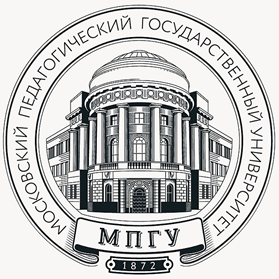 МОСКОВСКИЙ ПЕДАГОГИЧЕСКИЙ ГОСУДАРСТВЕННЫЙ УНИВЕРСИТЕТ
МПГУ
1872